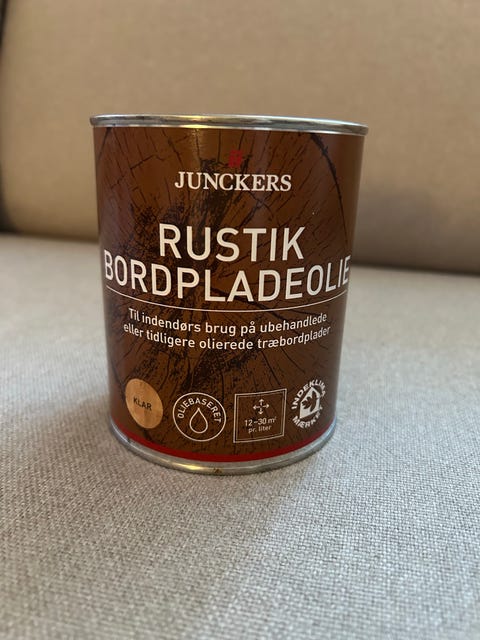 JUNCKERS
RUSTIK
BORDPLADEOLIE
Til indendørs brug på ubehandlede
eller tidligere olierede træbordplader
KLAR
OLIEBASERET
12-30 m²
pr. liter
INDEKLIMA
MÆRKET